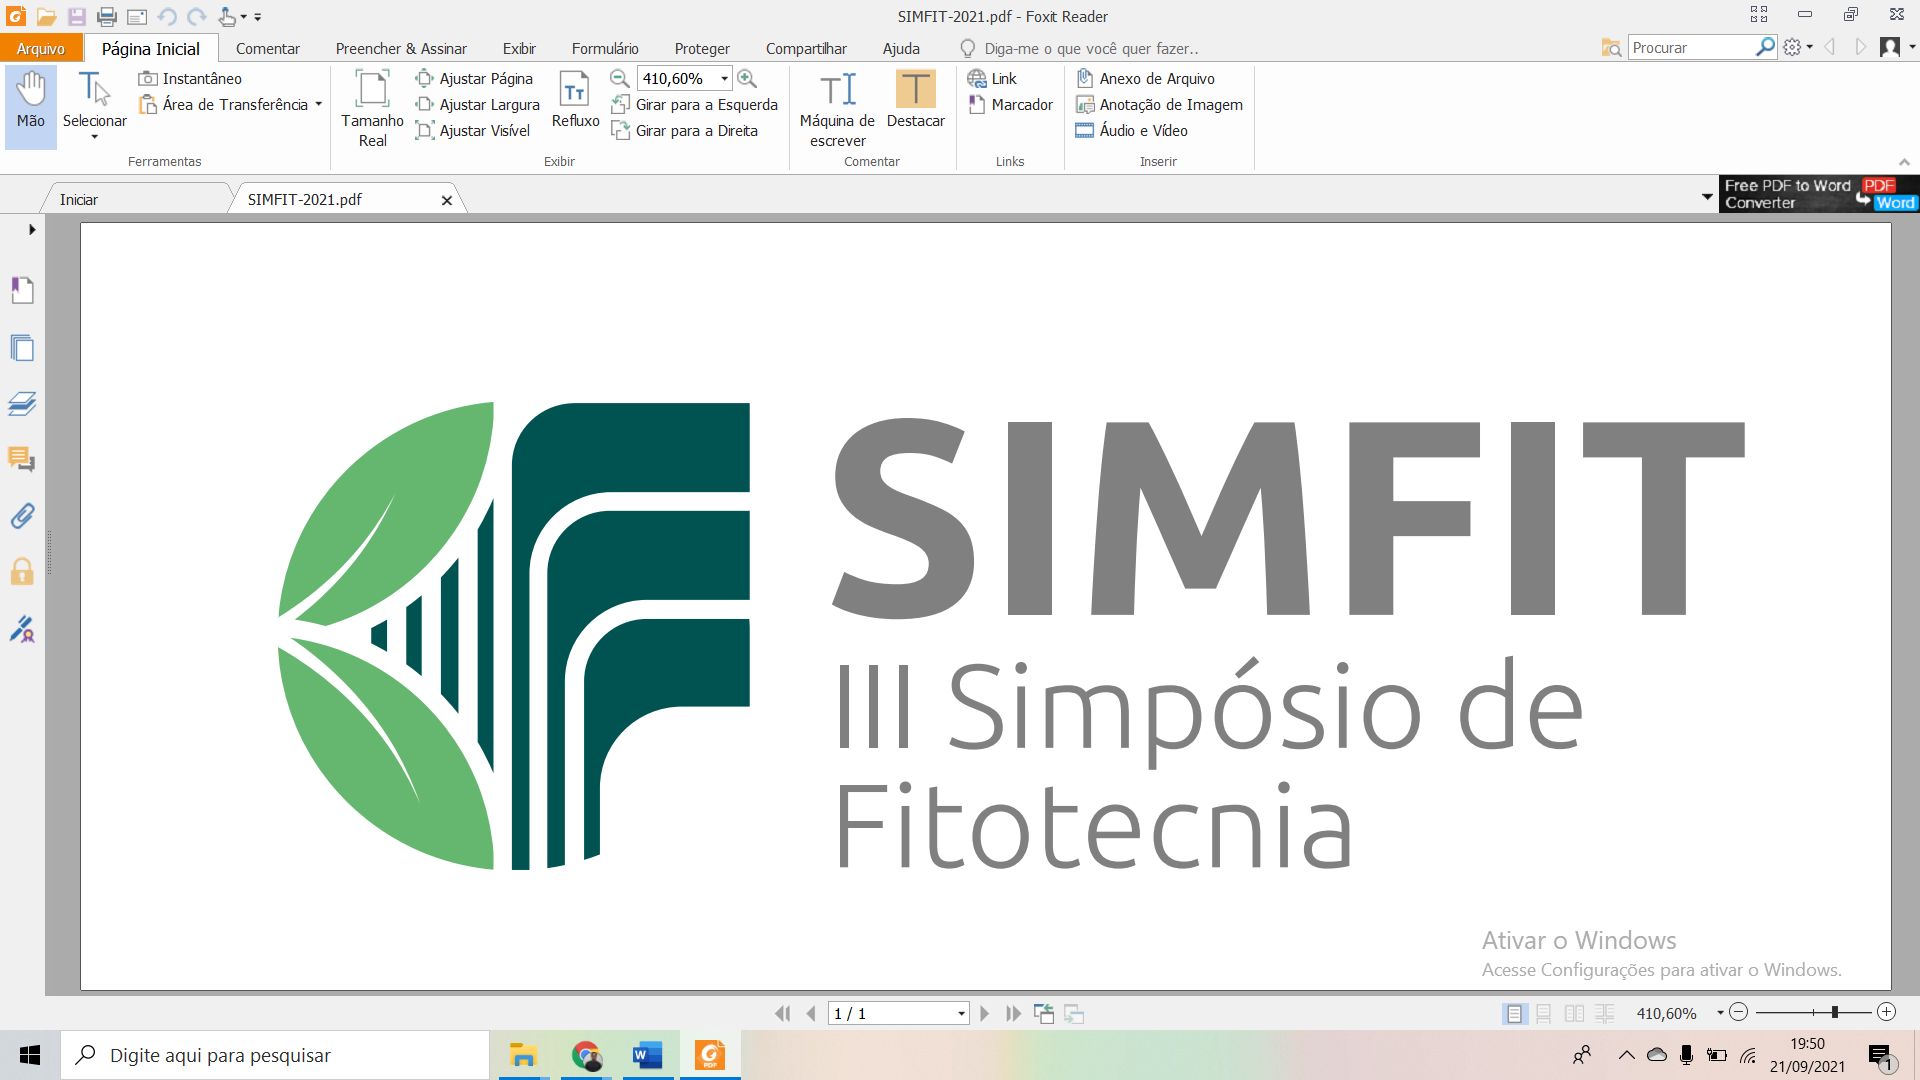 SIMFIT-2021.pdf - Foxit Reader
Arquivo
Página Inicial
Comentar
Preencher & Assinar
Exibir
Formulário
Proteger
Compartilhar
Ajuda
Diga-me o que você quer fazer..
Procurar
Mão
Selecionar
Instantâneo
Área de Transferência
Ferramentas
Tamanho
Real
Ajustar Página
Ajustar Largura
Ajustar Visível
Refluxo
410,60%
Girar para a Esquerda
Girar para a Direita
Exibir
Máquina de
escrever
Destacar
Comentar
Link
Marcador
Links
Anexo de Arquivo
Anotação de Imagem
Áudio e Vídeo
Inserir
Iniciar
SIMFIT-2021.pdf
Free PDF to Word
Converter
PDF
Word
SIMFIT
III Simpósio de
Fitotecnia
Ativar o Windows
Acesse Configurações para ativar o Windows.
1 / 1
410,60%
Digite aqui para pesquisar
19:50
21/09/2021
1